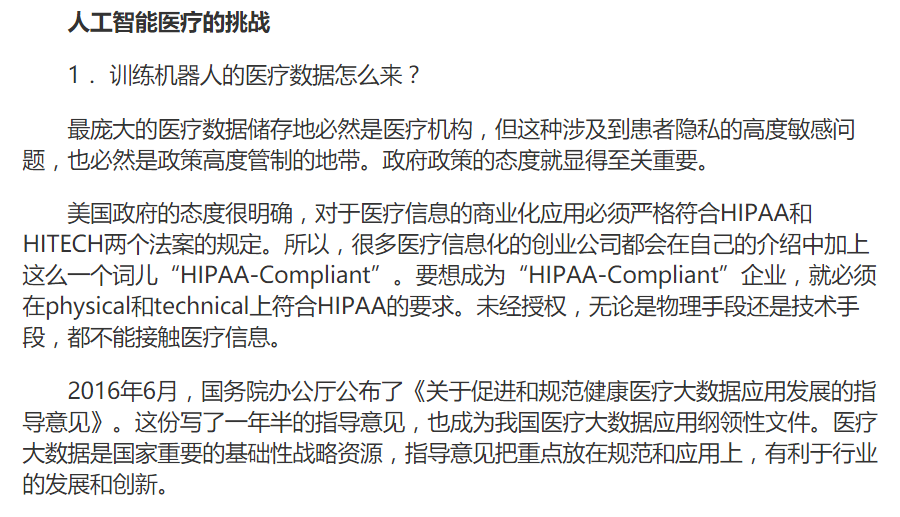 人工智能医疗的挑战
1． 训练机器人的医疗数据怎么来？
最庞大的医疗数据储存地必然是医疗机构，但这种涉及到患者隐私的高度敏感问
题，也必然是政策高度管制的地带。政府政策的态度就显得至关重要。
美国政府的态度很明确，对于医疗信息的商业化应用必须严格符合HIPAA和
HITECH两个法案的规定。所以，很多医疗信息化的创业公司都会在自己的介绍中加上
这么一个词儿“HIPAA-Compliant”。要想成为“HIPAA-Compliant”企业，就必须
在physical和technical上符合HIPAA的要求。未经授权，无论是物理手段还是技术手
段，都不能接触医疗信息。
2016年6月，国务院办公厅公布了《关于促进和规范健康医疗大数据应用发展的指
导意见》。这份写了一年半的指导意见，也成为我国医疗大数据应用纲领性文件。医疗
大数据是国家重要的基础性战略资源，指导意见把重点放在规范和应用上，有利于行业
的发展和创新。